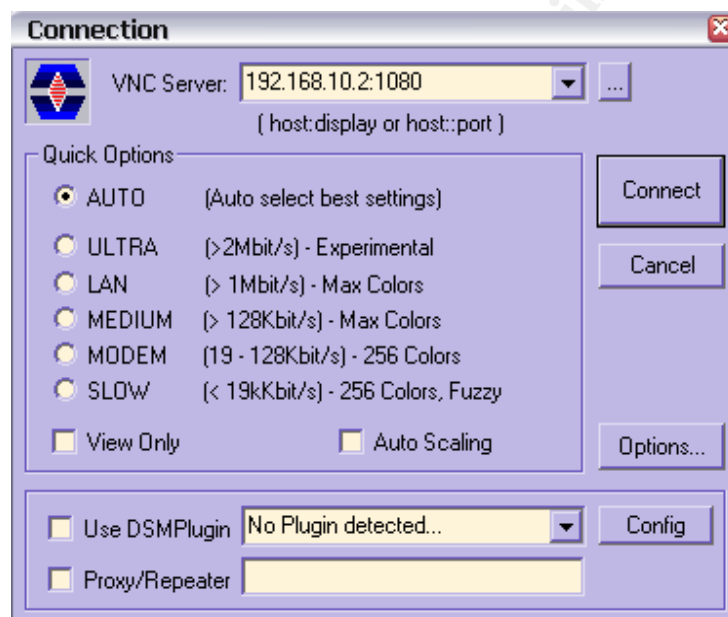 Connection
VNC Server: 192.168.10.2:1080 ...
( host:display or host::port )
Quick Options
AUTO (Auto select best settings)
ULTRA (>2Mbit/s) - Experimental
LAN (> 1Mbit/s) - Max Colors
MEDIUM (> 128Kbit/s) - Max Colors
MODEM (19 - 128Kbit/s) - 256 Colors
SLOW (< 19kKbit/s) - 256 Colors, Fuzzy
View Only Auto Scaling
Connect
Cancel
Options...
Use DSMPlugin No Plugin detected... Config
Proxy/Repeater